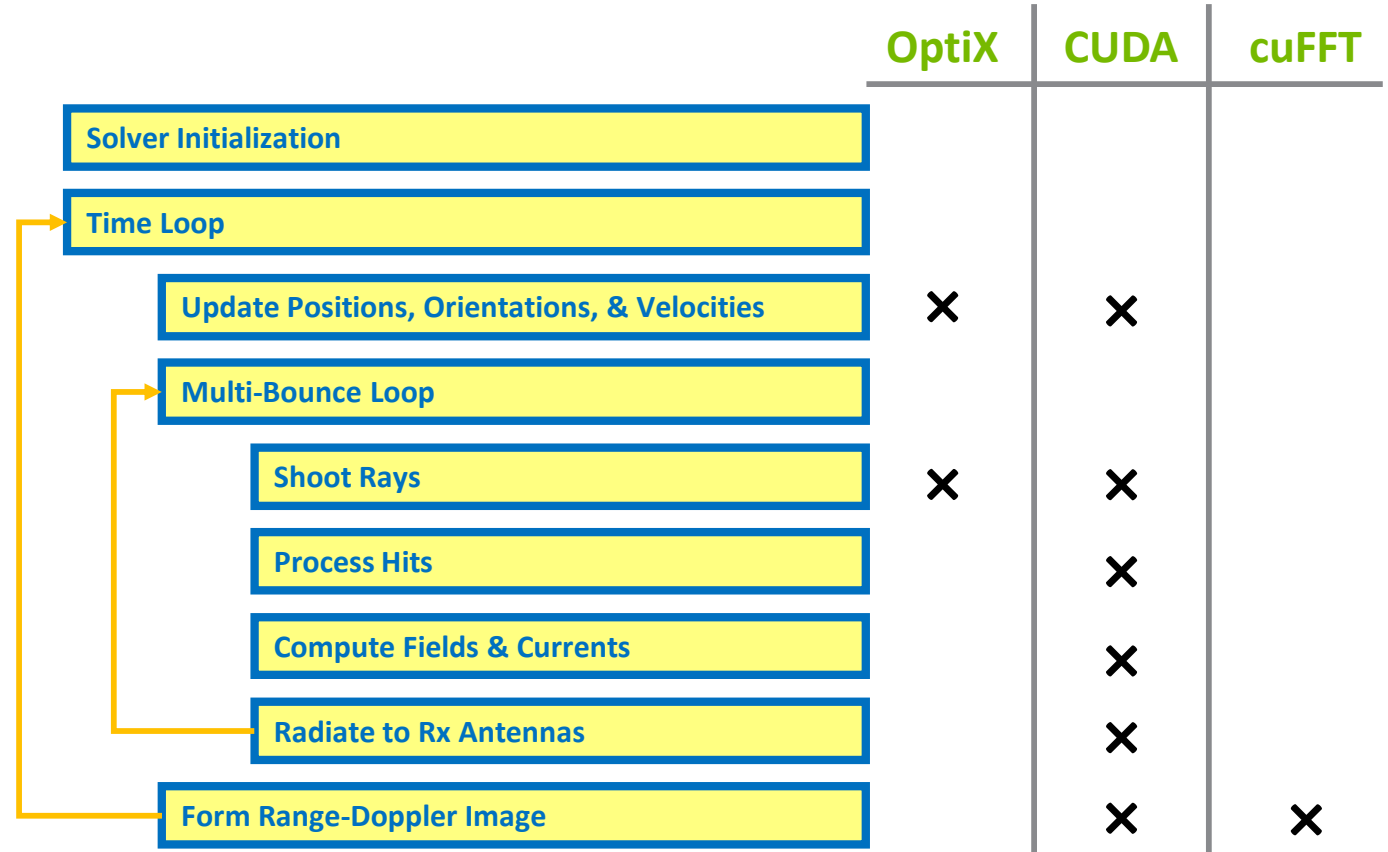 OptiX CUDA cuFFT
Solver Initialization
Time Loop
Update Positions, Orientations, & Velocities
Multi-Bounce Loop
Shoot Rays
Process Hits
Compute Fields & Currents
Radiate to Rx Antennas
Form Range-Doppler Image